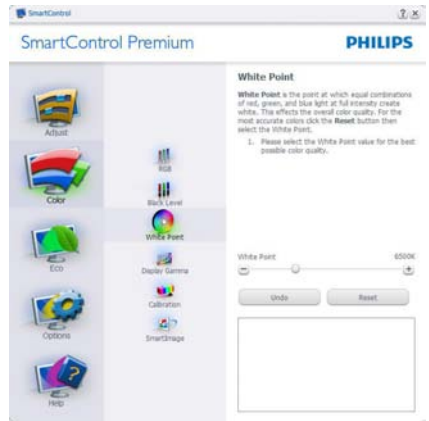 SmartControl
? x
SmartControl Premium
PHILIPS
Adjust
Color
Eco
Options
Help
RGB
Black Level
White Point
Display Gamma
Calibration
SmartImage
White Point
White Point is the point at which equal combinations
of red, green, and blue light at full intensity create
white. This effects the overall color quality. For the
most accurate colors click the Reset button then
select the White Point.
1. Please select the White Point value for the best
possible color quality.
White Point 6500K
Undo Reset